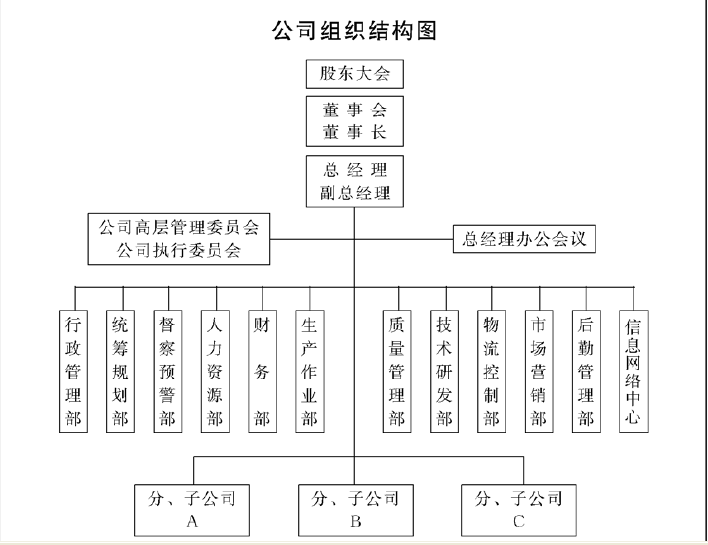 公司组织结构图
股东大会
董 事 会
董 事 长
总 经 理
副总经理
公司高层管理委员会
公司执行委员会
总经理办公会议
行政管理部
统筹规划部
督察预警部
人力资源部
财务部
生产作业部
质量管理部
技术研发部
物流控制部
市场营销部
后勤管理部
信息网络中心
分、子公司
A
分、子公司
B
分、子公司
C